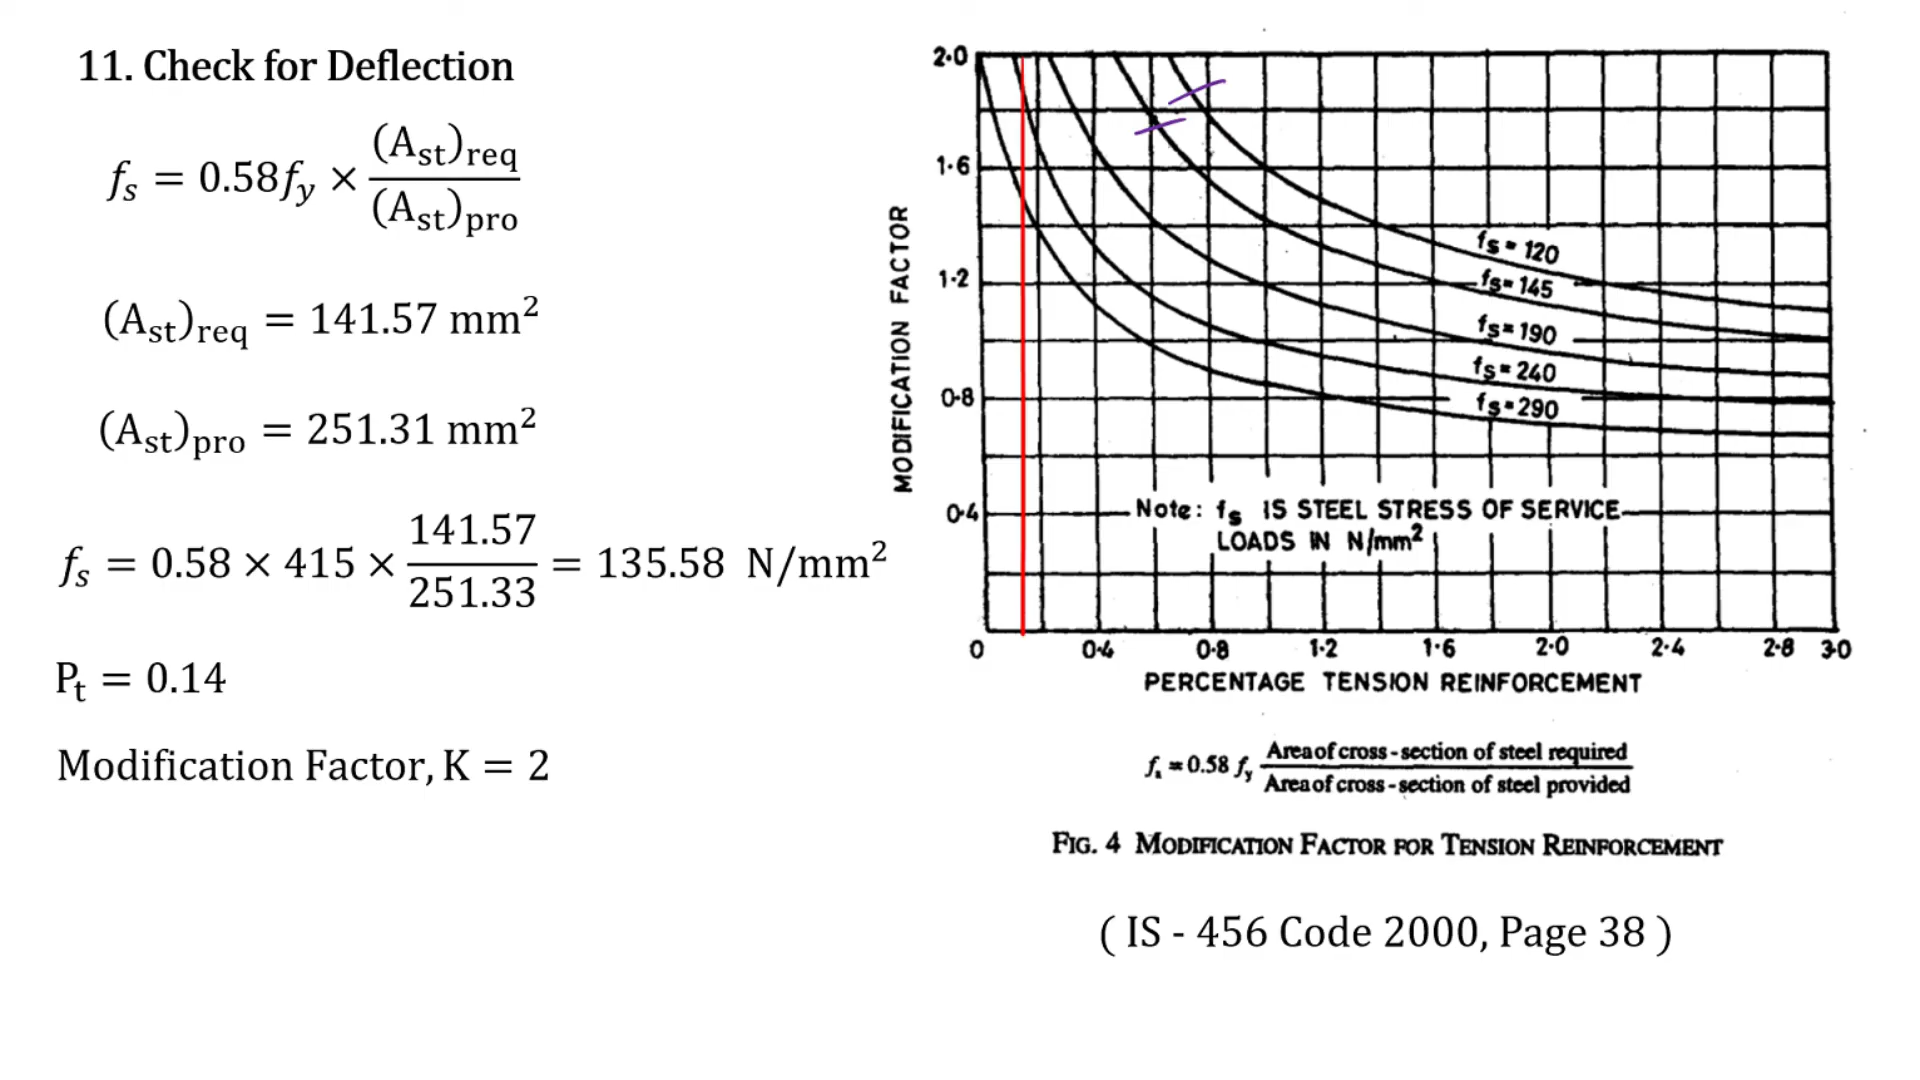 11. Check for Deflection
fs = 0.58fy × (Ast)req / (Ast)pro
(Ast)req = 141.57 mm²
(Ast)pro = 251.31 mm²
fs = 0.58 × 415 × 141.57 / 251.33 = 135.58 N/mm²
Pt = 0.14
Modification Factor, K = 2
MODIFICATION FACTOR
2·0
1·6
1·2
0·8
0·4
fs = 120
fs = 145
fs = 190
fs = 240
fs = 290
Note: fs IS STEEL STRESS OF SERVICE
LOADS IN N/mm²
0 0·4 0·8 1·2 1·6 2·0 2·4 2·8 3·0
PERCENTAGE TENSION REINFORCEMENT
fs = 0.58 fy Area of cross-section of steel required / Area of cross-section of steel provided
FIG. 4 MODIFICATION FACTOR FOR TENSION REINFORCEMENT
( IS - 456 Code 2000, Page 38 )